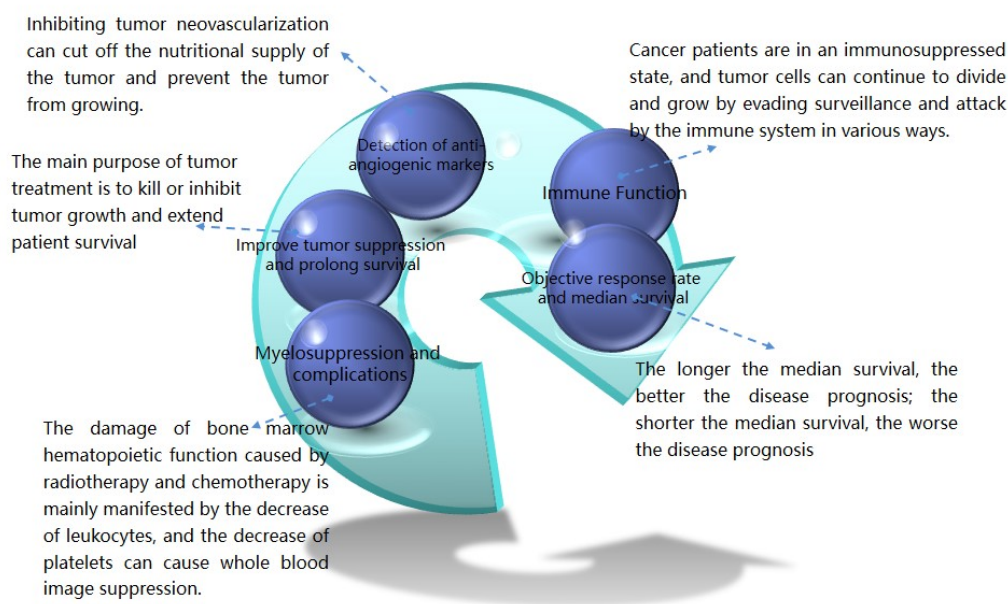 Inhibiting tumor neovascularization
can cut off the nutritional supply of
the tumor and prevent the tumor
from growing.
Cancer patients are in an immunosuppressed
state, and tumor cells can continue to divide
and grow by evading surveillance and attack
by the immune system in various ways.
Detection of anti-
angiogenic markers
The main purpose of tumor
treatment is to kill or inhibit
tumor growth and extend
patient survival
Immune Function
Improve tumor suppression
and prolong survival
Objective response rate
and median survival
Myelosuppression and
complications
The longer the median survival, the
better the disease prognosis; the
shorter the median survival, the worse
the disease prognosis
The damage of bone marrow
hematopoietic function caused by
radiotherapy and chemotherapy is
mainly manifested by the decrease
of leukocytes, and the decrease of
platelets can cause whole blood
image suppression.